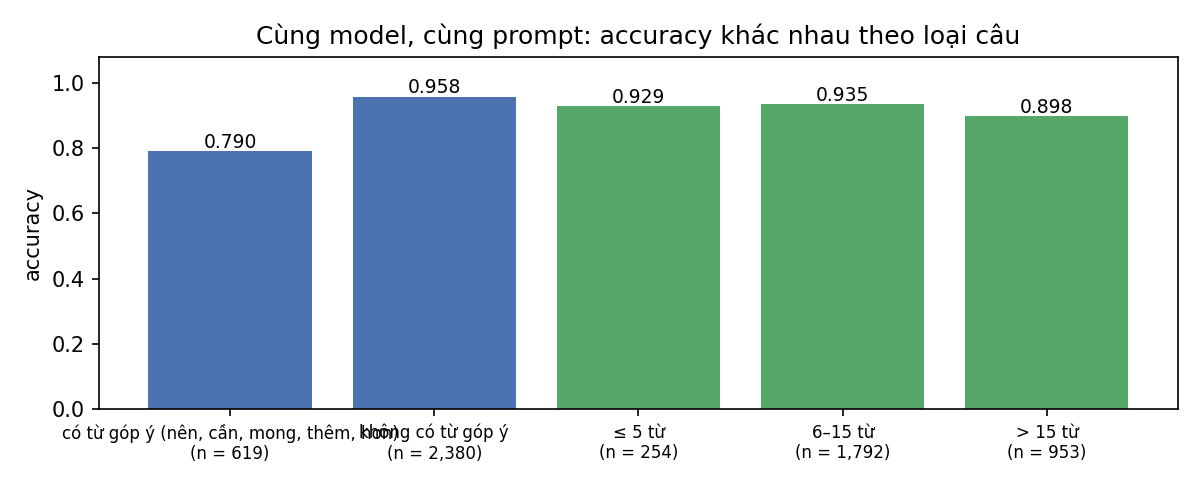 Cùng model, cùng prompt: accuracy khác nhau theo loại câu
accuracy
1.0
0.8
0.6
0.4
0.2
0.0
0.790
0.958
0.929
0.935
0.898
có từ góp ý (nên, cần, mong, thêm, hơn)
(n = 619)
không có từ góp ý
(n = 2,380)
≤ 5 từ
(n = 254)
6–15 từ
(n = 1,792)
> 15 từ
(n = 953)